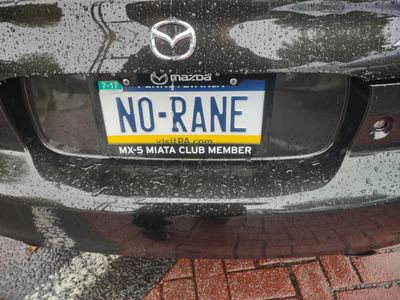 mazda
7-17
PENNSYLVANIA
NO-RANE
visitPA.com
MX-5 MIATA CLUB MEMBER